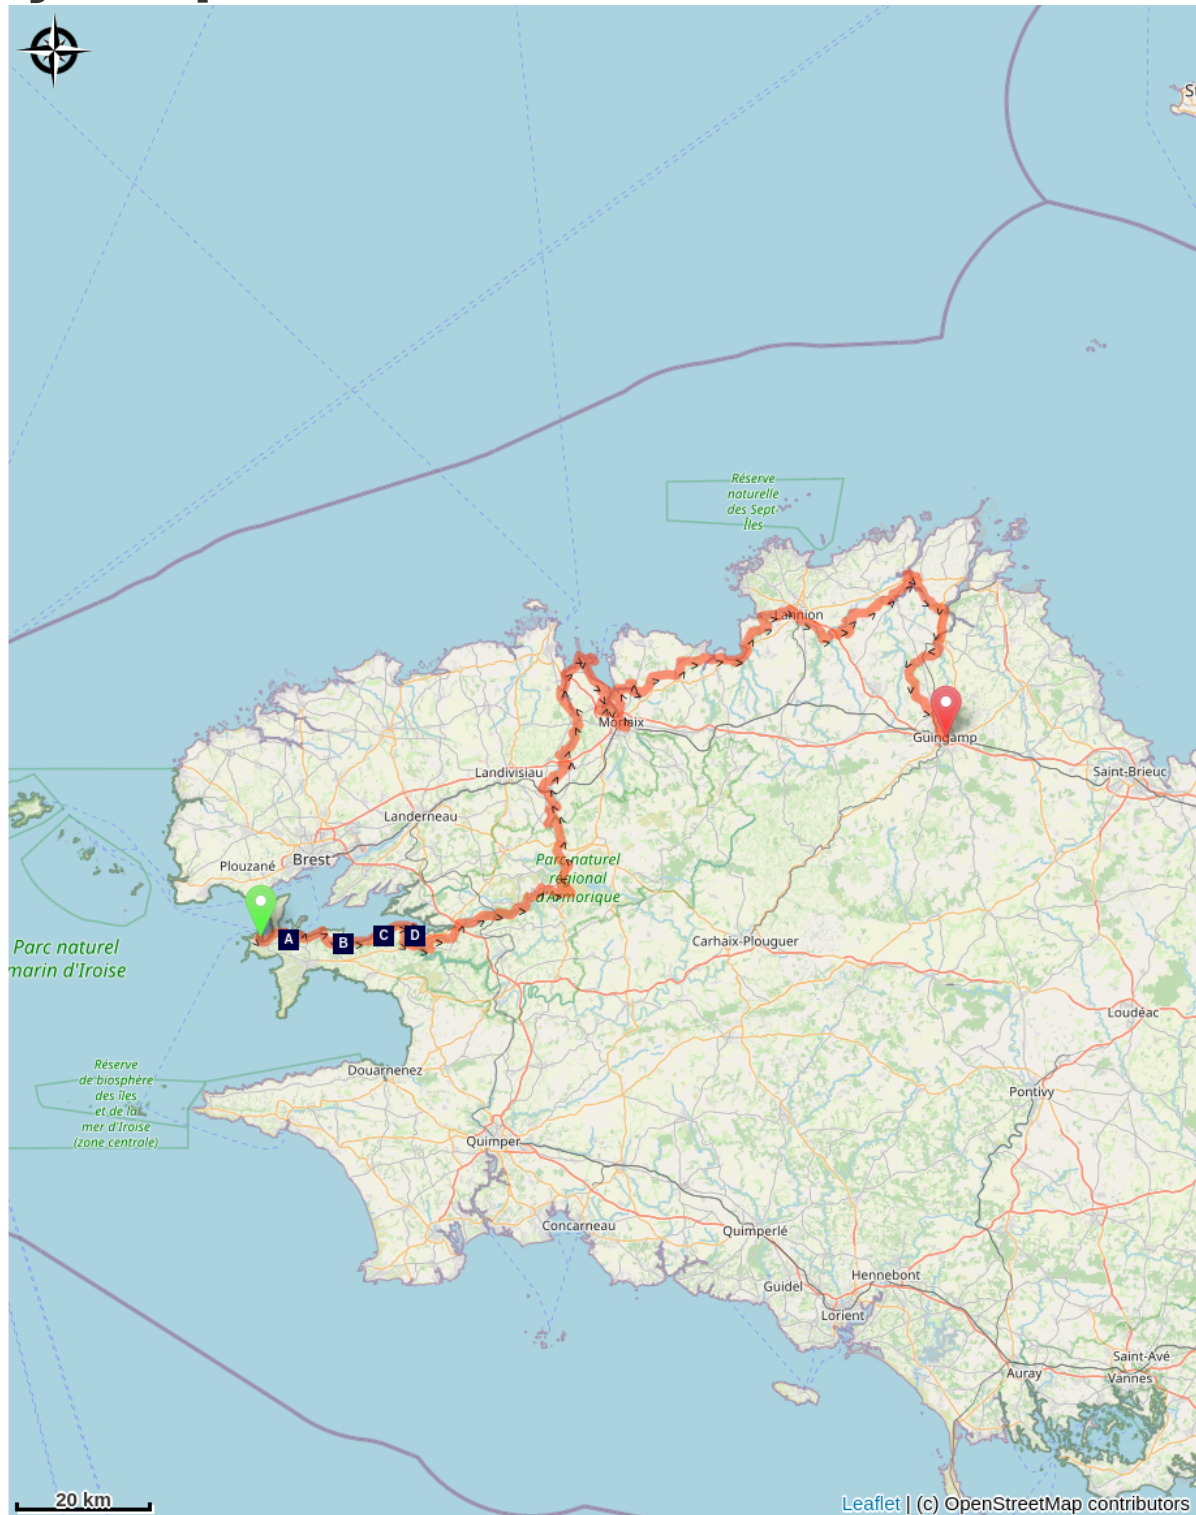 St
Réserve
naturelle
des Sept-
Îles
Lannion
Morlaix
Guingamp
Saint-Brieuc
Landivisiau
Landerneau
Brest
Plouzané
Parc naturel
régional
d'Armorique
A
B
C
D
Parc naturel
marin d'Iroise
Carhaix-Plouguer
Loudéac
Réserve
de biosphère
des îles
et de la
mer d'Iroise
(zone centrale)
Douarnenez
Pontivy
Quimper
Concarneau
Quimperlé
Guidel
Hennebont
Lorient
Saint-Avé
Auray
Vannes
20 km
Leaflet | (c) OpenStreetMap contributors